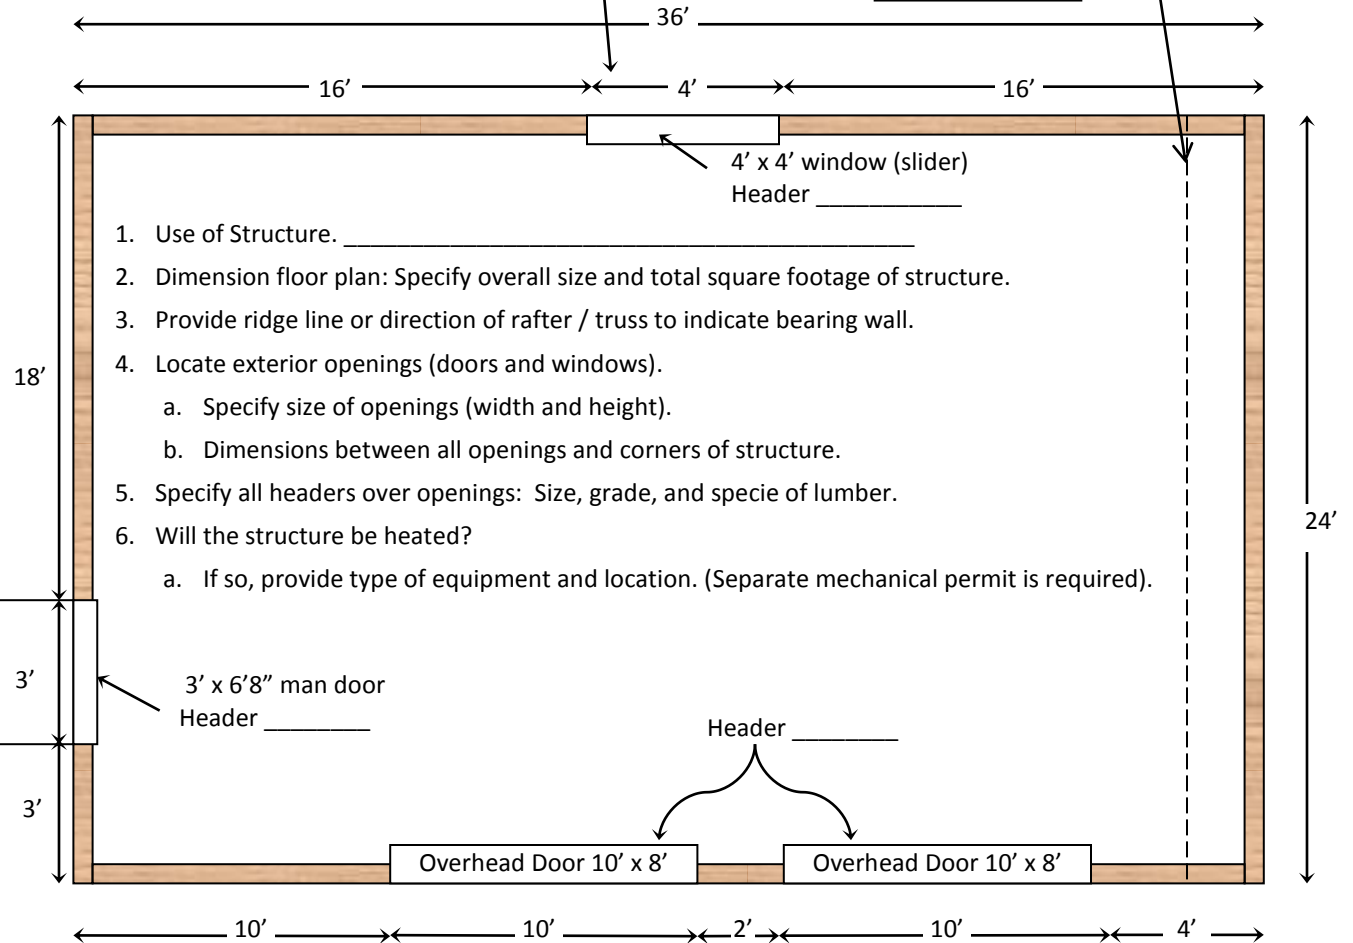 36’
16’
4’
16’
4’ x 4’ window (slider)
Header ___________
1. Use of Structure. ___________________________________________
2. Dimension floor plan: Specify overall size and total square footage of structure.
3. Provide ridge line or direction of rafter / truss to indicate bearing wall.
4. Locate exterior openings (doors and windows).
18’
a. Specify size of openings (width and height).
b. Dimensions between all openings and corners of structure.
5. Specify all headers over openings: Size, grade, and specie of lumber.
24’
6. Will the structure be heated?
a. If so, provide type of equipment and location. (Separate mechanical permit is required).
3’
3’ x 6’8” man door
Header ________
Header ________
3’
Overhead Door 10’ x 8’
Overhead Door 10’ x 8’
10’
10’
2’
10’
4’